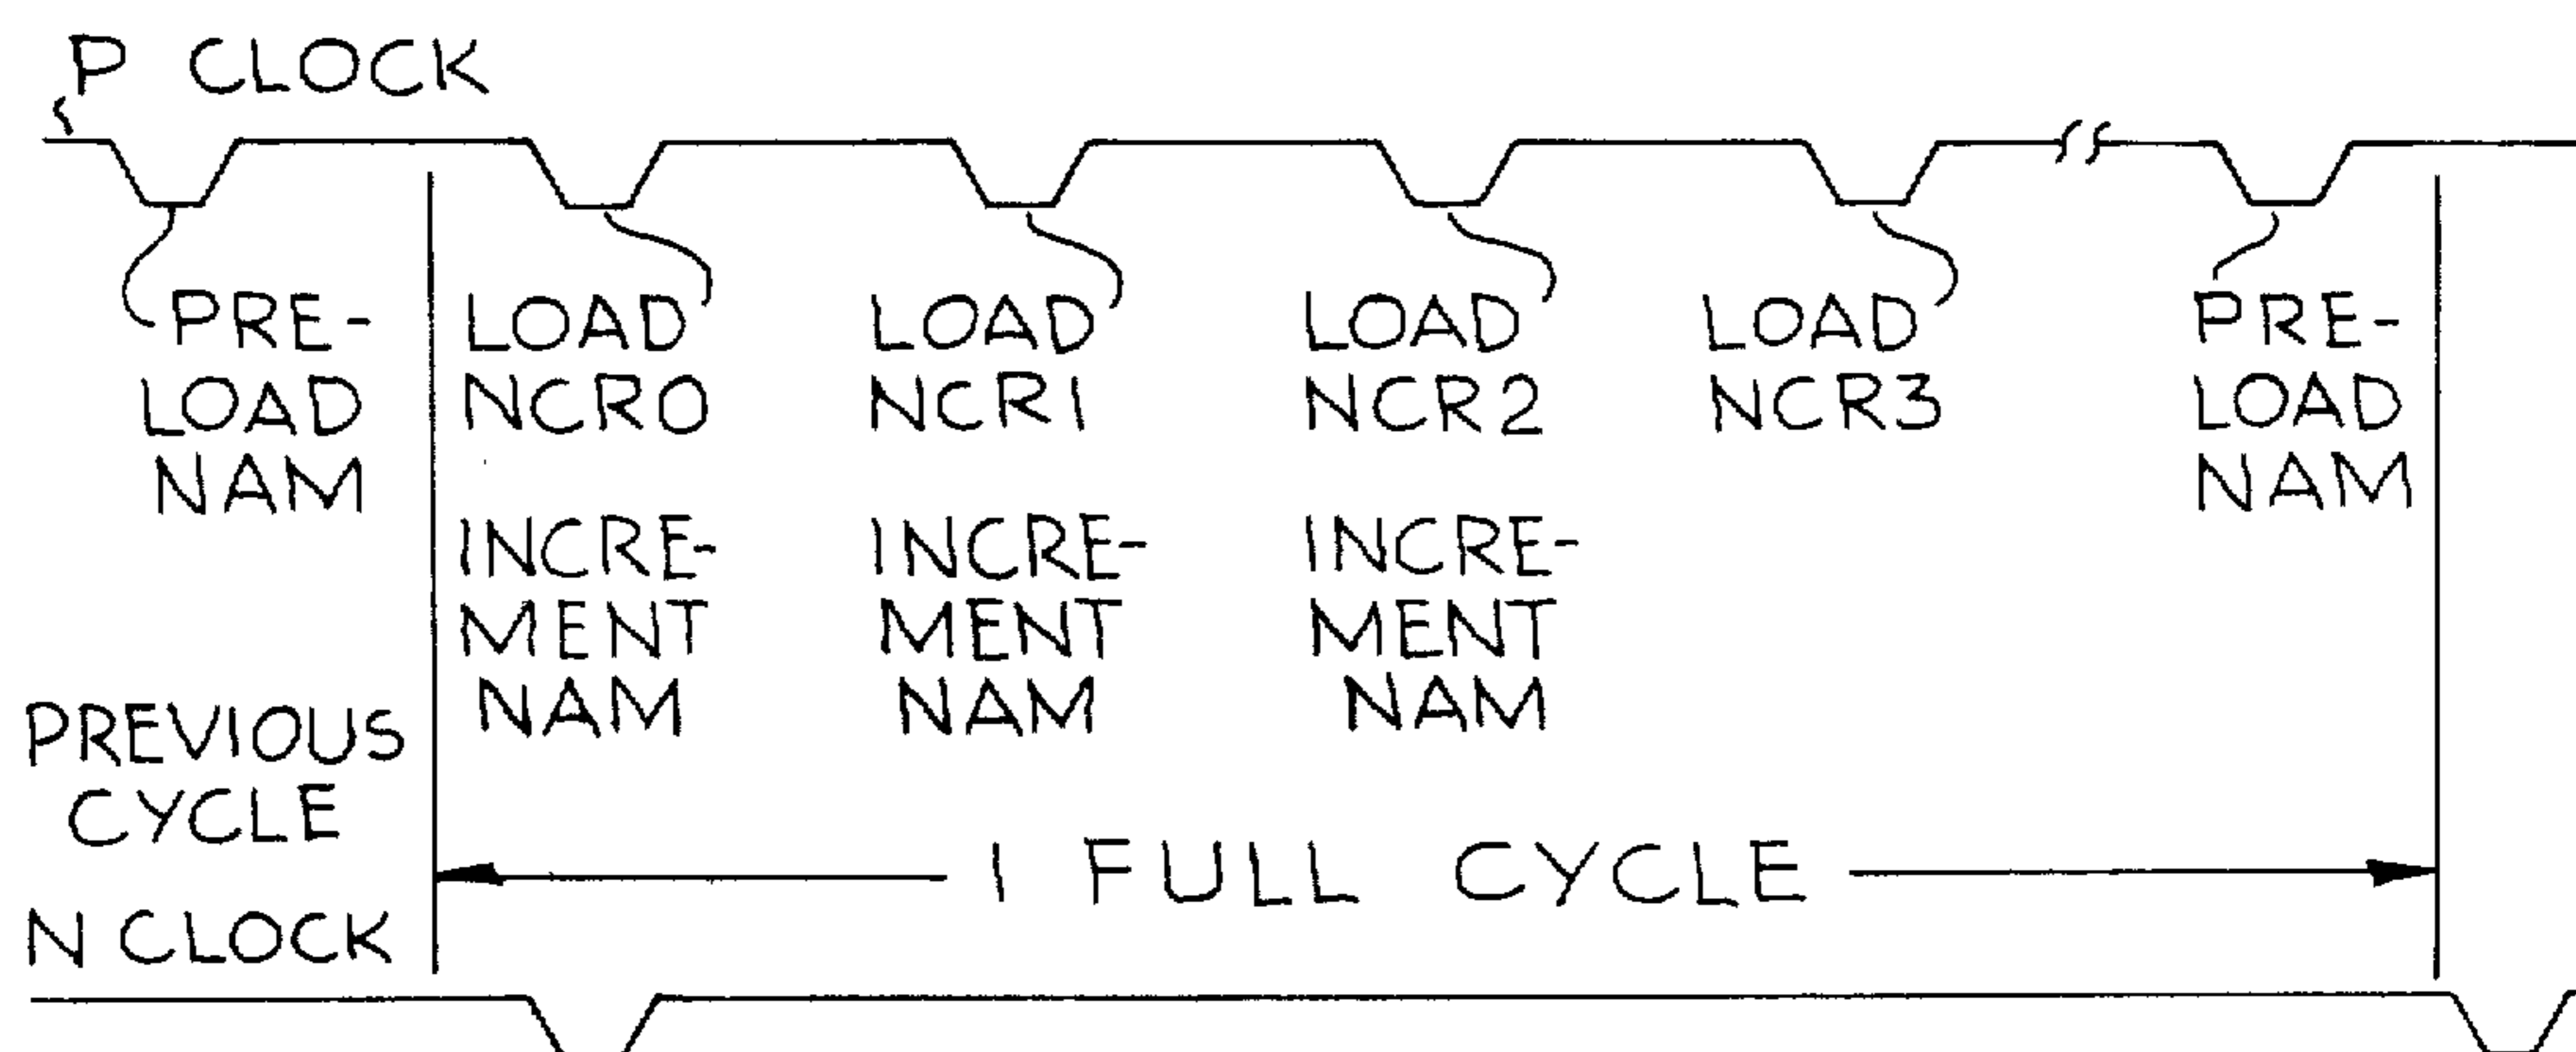 P CLOCK
PRE-
LOAD
NAM
LOAD
NCR0
INCRE-
MENT
NAM
LOAD
NCR1
INCRE-
MENT
NAM
LOAD
NCR2
INCRE-
MENT
NAM
LOAD
NCR3
PRE-
LOAD
NAM
PREVIOUS
CYCLE
1 FULL CYCLE
N CLOCK